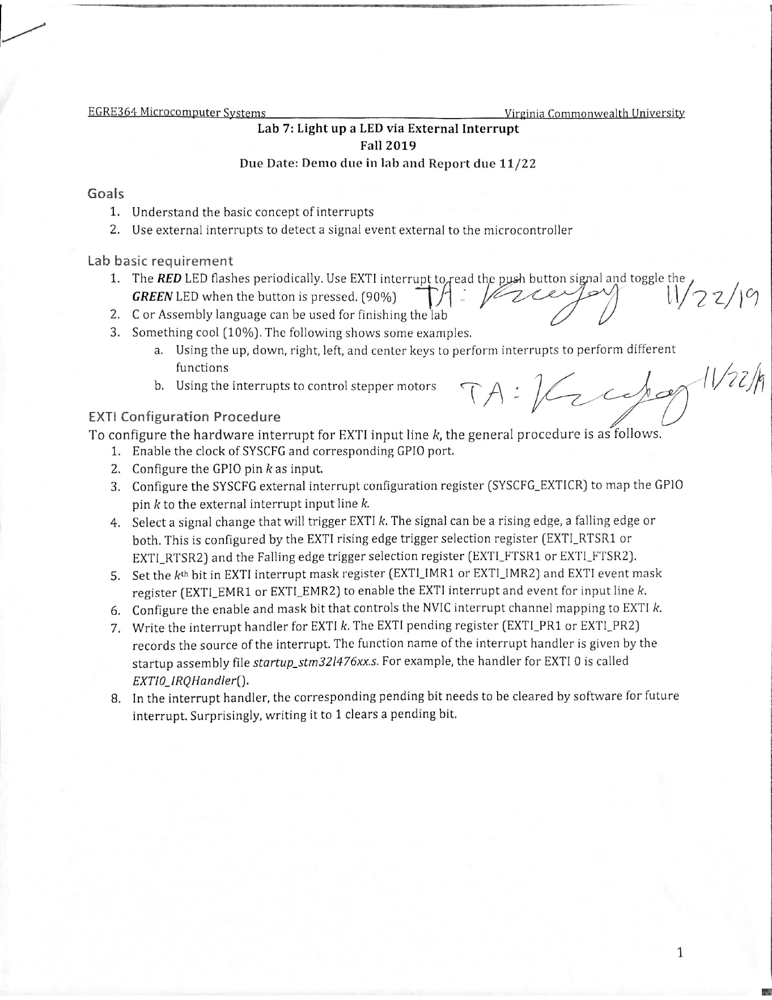 EGRE364 Microcomputer Systems Virginia Commonwealth University
Lab 7: Light up a LED via External Interrupt
Fall 2019
Due Date: Demo due in lab and Report due 11/22
Goals
1. Understand the basic concept of interrupts
2. Use external interrupts to detect a signal event external to the microcontroller
Lab basic requirement
1. The RED LED flashes periodically. Use EXTI interrupt to read the push button signal and toggle the
GREEN LED when the button is pressed. (90%) TA: 11/22/19
2. C or Assembly language can be used for finishing the lab
3. Something cool (10%). The following shows some examples.
a. Using the up, down, right, left, and center keys to perform interrupts to perform different
functions
b. Using the interrupts to control stepper motors TA: 11/22/19
EXTI Configuration Procedure
To configure the hardware interrupt for EXTI input line k, the general procedure is as follows.
1. Enable the clock of SYSCFG and corresponding GPIO port.
2. Configure the GPIO pin k as input.
3. Configure the SYSCFG external interrupt configuration register (SYSCFG_EXTICR) to map the GPIO
pin k to the external interrupt input line k.
4. Select a signal change that will trigger EXTI k. The signal can be a rising edge, a falling edge or
both. This is configured by the EXTI rising edge trigger selection register (EXTI_RTSR1 or
EXTI_RTSR2) and the Falling edge trigger selection register (EXTI_FTSR1 or EXTI_FTSR2).
5. Set the kth bit in EXTI interrupt mask register (EXTI_IMR1 or EXTI_IMR2) and EXTI event mask
register (EXTI_EMR1 or EXTI_EMR2) to enable the EXTI interrupt and event for input line k.
6. Configure the enable and mask bit that controls the NVIC interrupt channel mapping to EXTI k.
7. Write the interrupt handler for EXTI k. The EXTI pending register (EXTI_PR1 or EXTI_PR2)
records the source of the interrupt. The function name of the interrupt handler is given by the
startup assembly file startup_stm32l476xx.s. For example, the handler for EXTI 0 is called
EXTI0_IRQHandler().
8. In the interrupt handler, the corresponding pending bit needs to be cleared by software for future
interrupt. Surprisingly, writing it to 1 clears a pending bit.
1